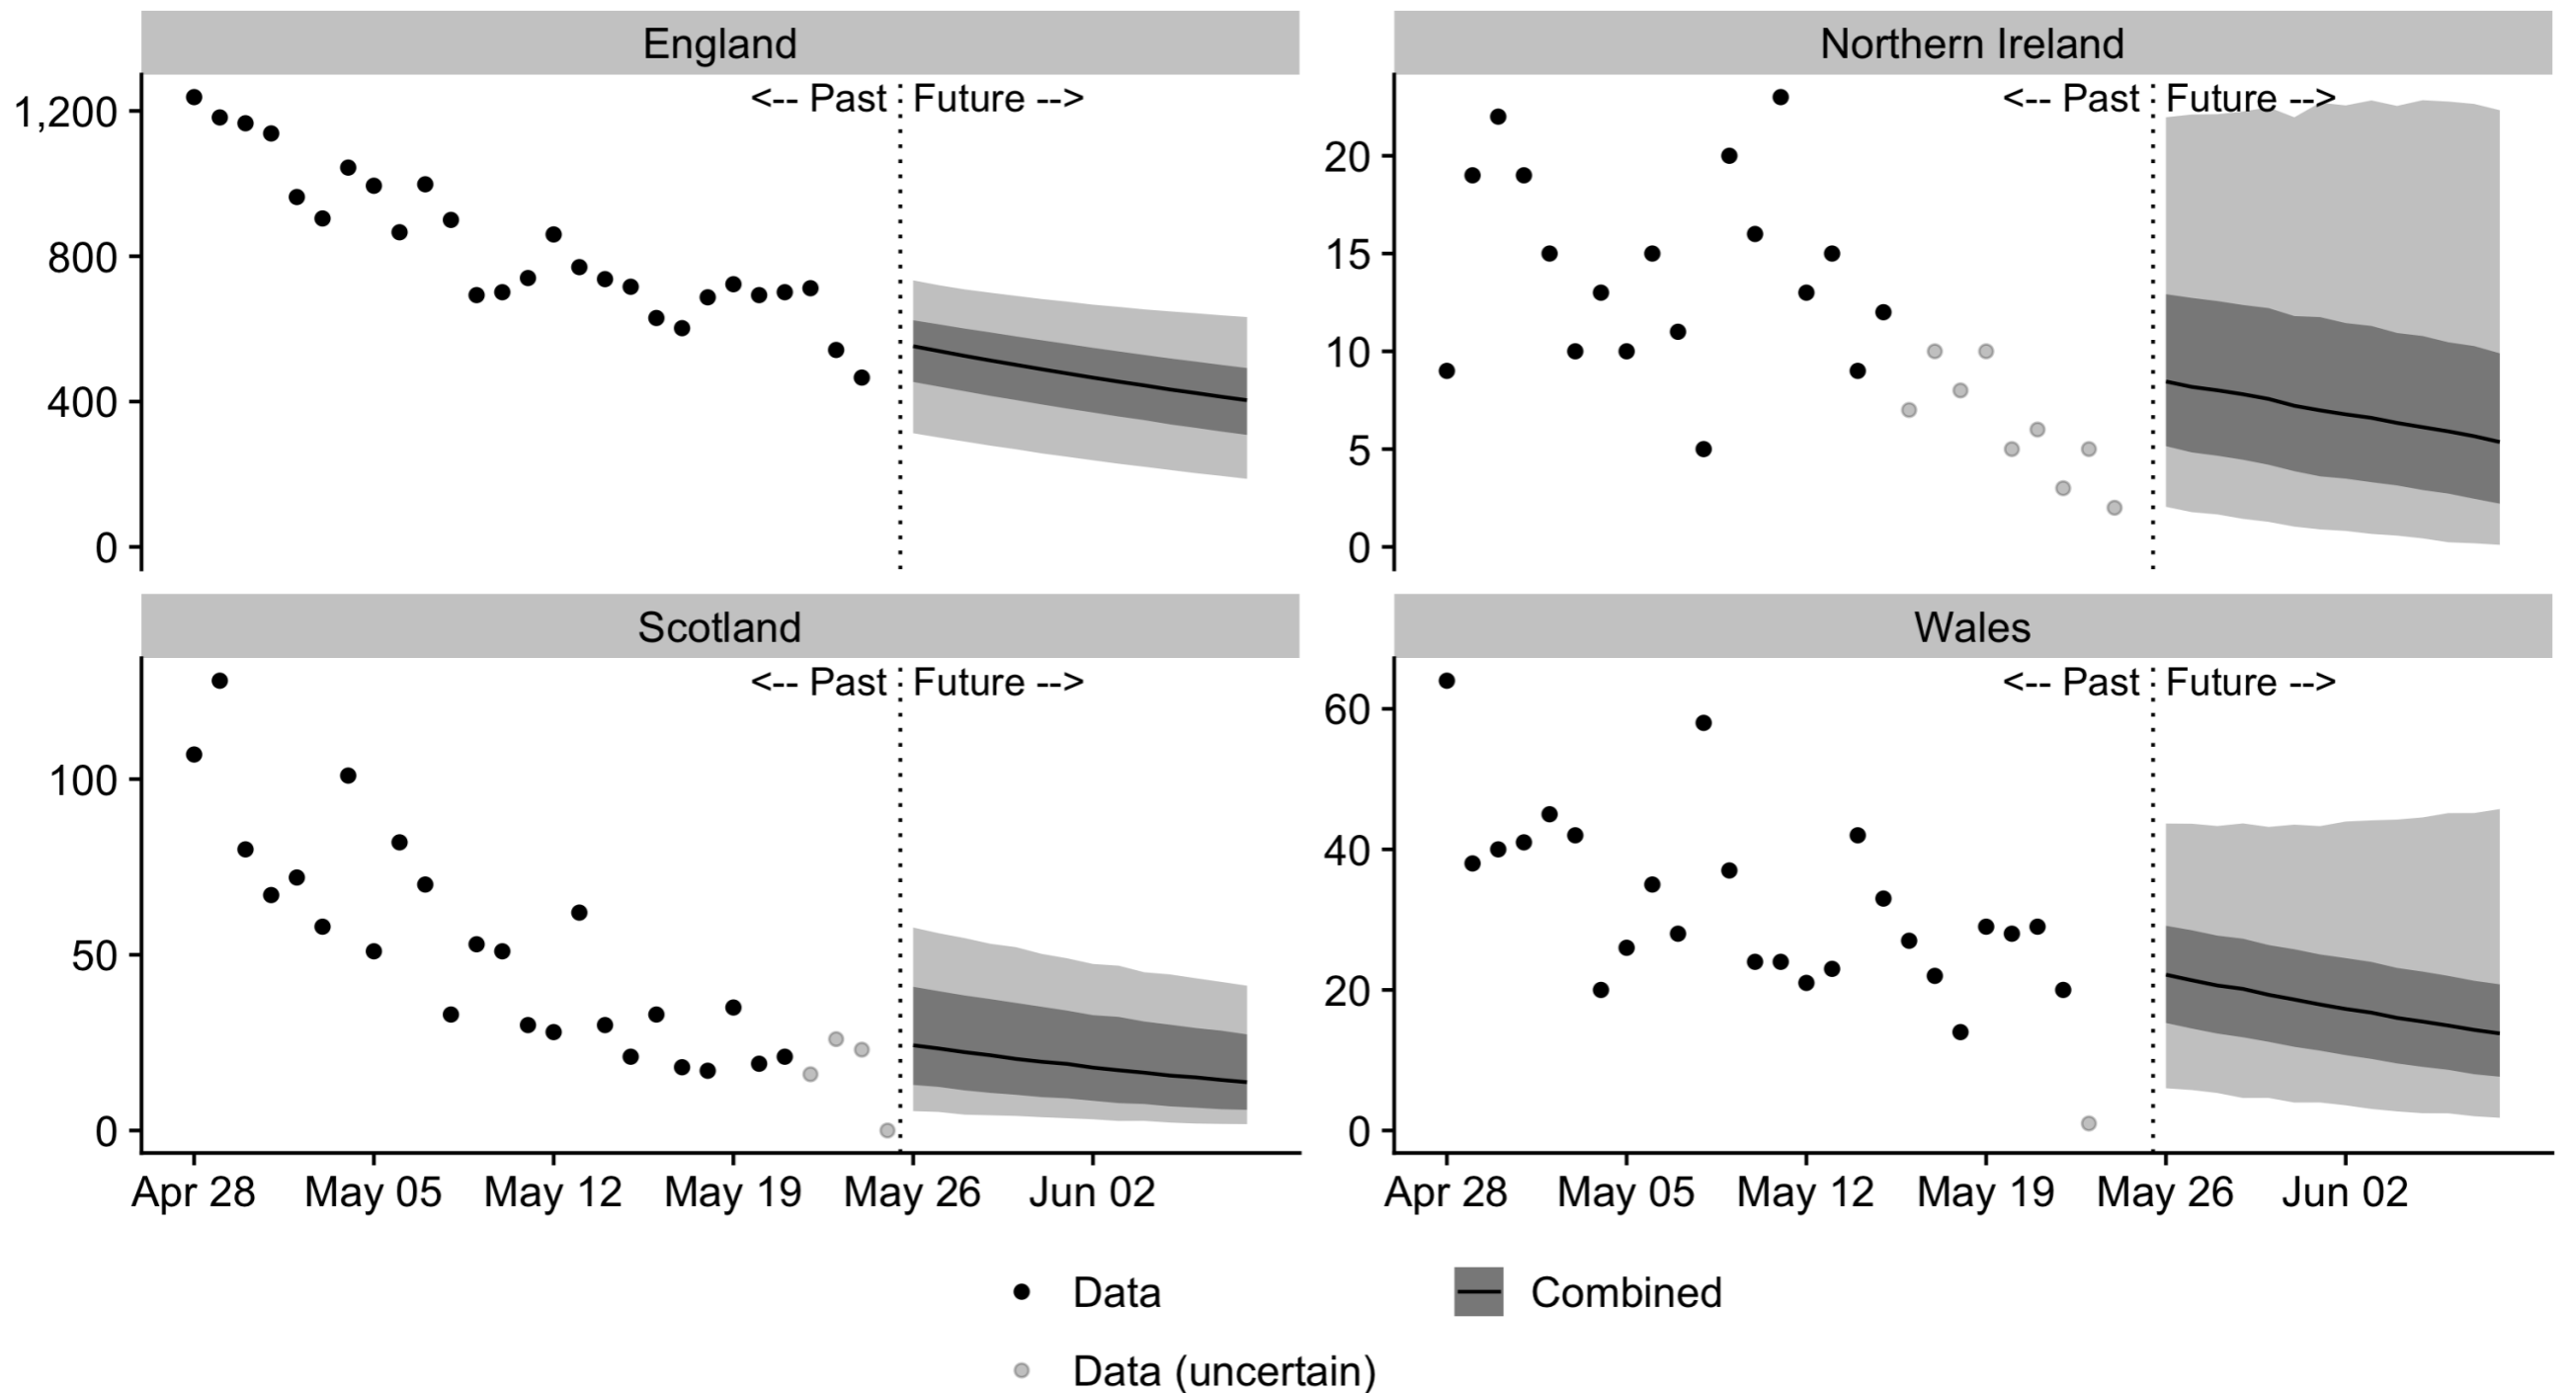 England
<-- Past Future -->
1,200
800
400
0
Northern Ireland
<-- Past Future -->
20
15
10
5
0
Scotland
<-- Past Future -->
100
50
0
Apr 28 May 05 May 12 May 19 May 26 Jun 02
Wales
<-- Past Future -->
60
40
20
0
Apr 28 May 05 May 12 May 19 May 26 Jun 02
Data
Combined
Data (uncertain)